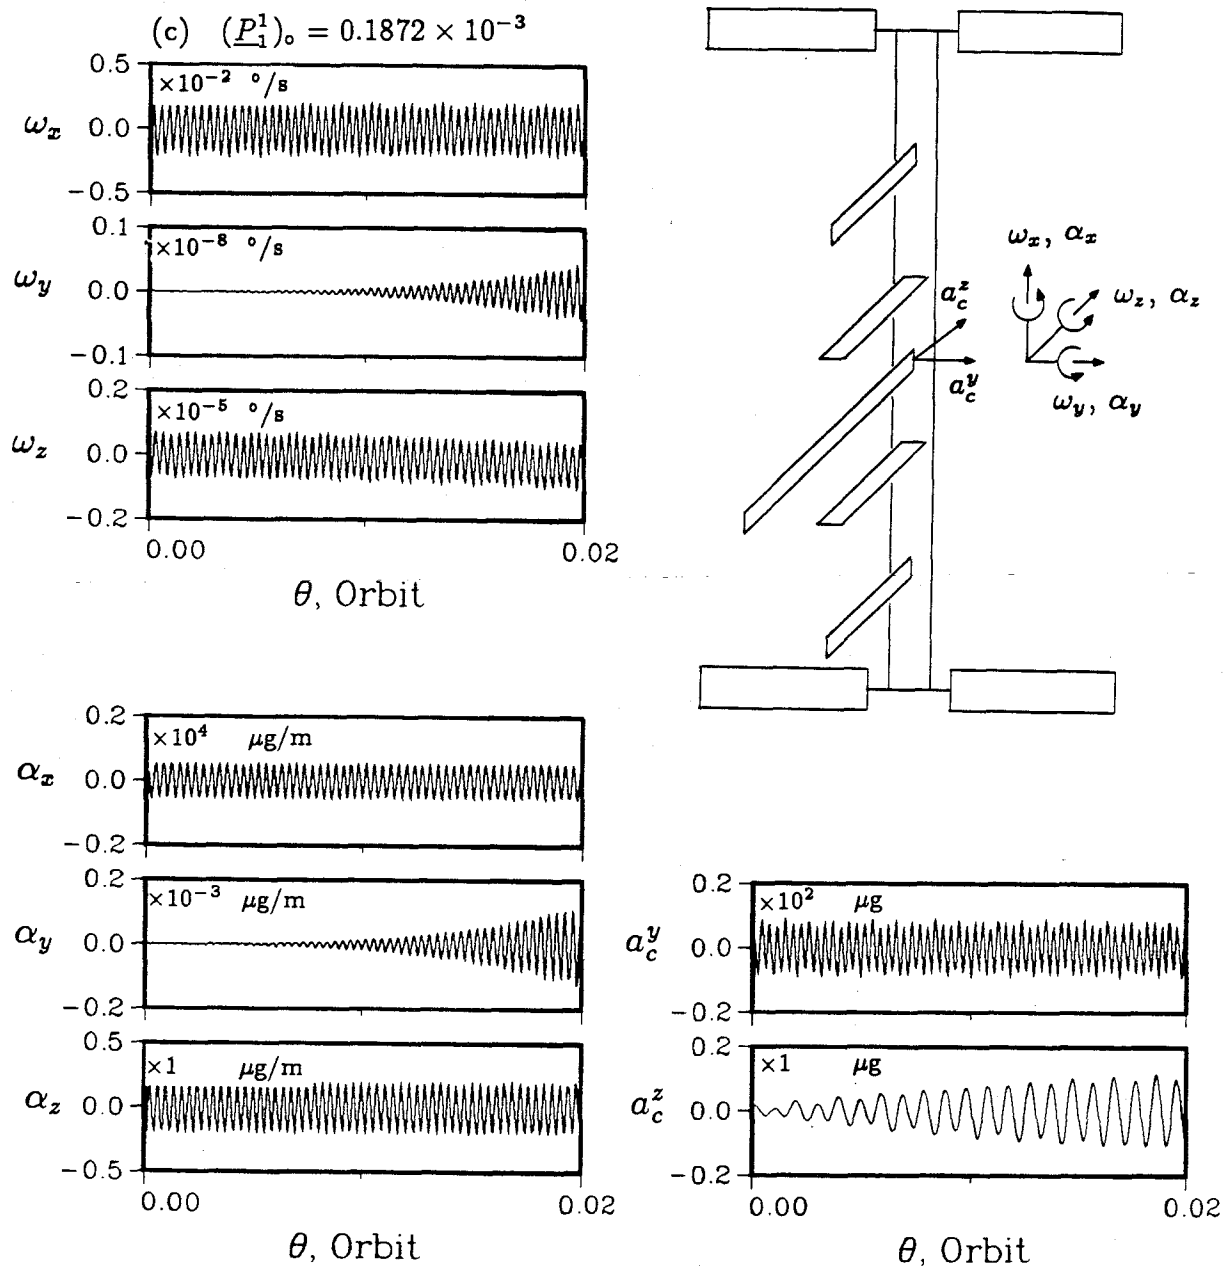 (c) (P₁¹)ₒ = 0.1872 × 10⁻³
0.5
×10⁻² °/s
ωₓ 0.0
−0.5
0.1
×10⁻⁸ °/s
ω_y 0.0
−0.1
0.2
×10⁻⁵ °/s
ω_z 0.0
−0.2
0.00 0.02
θ, Orbit
ωₓ, αₓ
ω_z, α_z
ω_y, α_y
a_c^z
a_c^y
0.2
×10⁴ μg/m
αₓ 0.0
−0.2
0.2
×10⁻³ μg/m
α_y 0.0
−0.2
0.5
×1 μg/m
α_z 0.0
−0.5
0.00 0.02
θ, Orbit
0.2
×10² μg
a_c^y 0.0
−0.2
0.2
×1 μg
a_c^z 0.0
−0.2
0.00 0.02
θ, Orbit